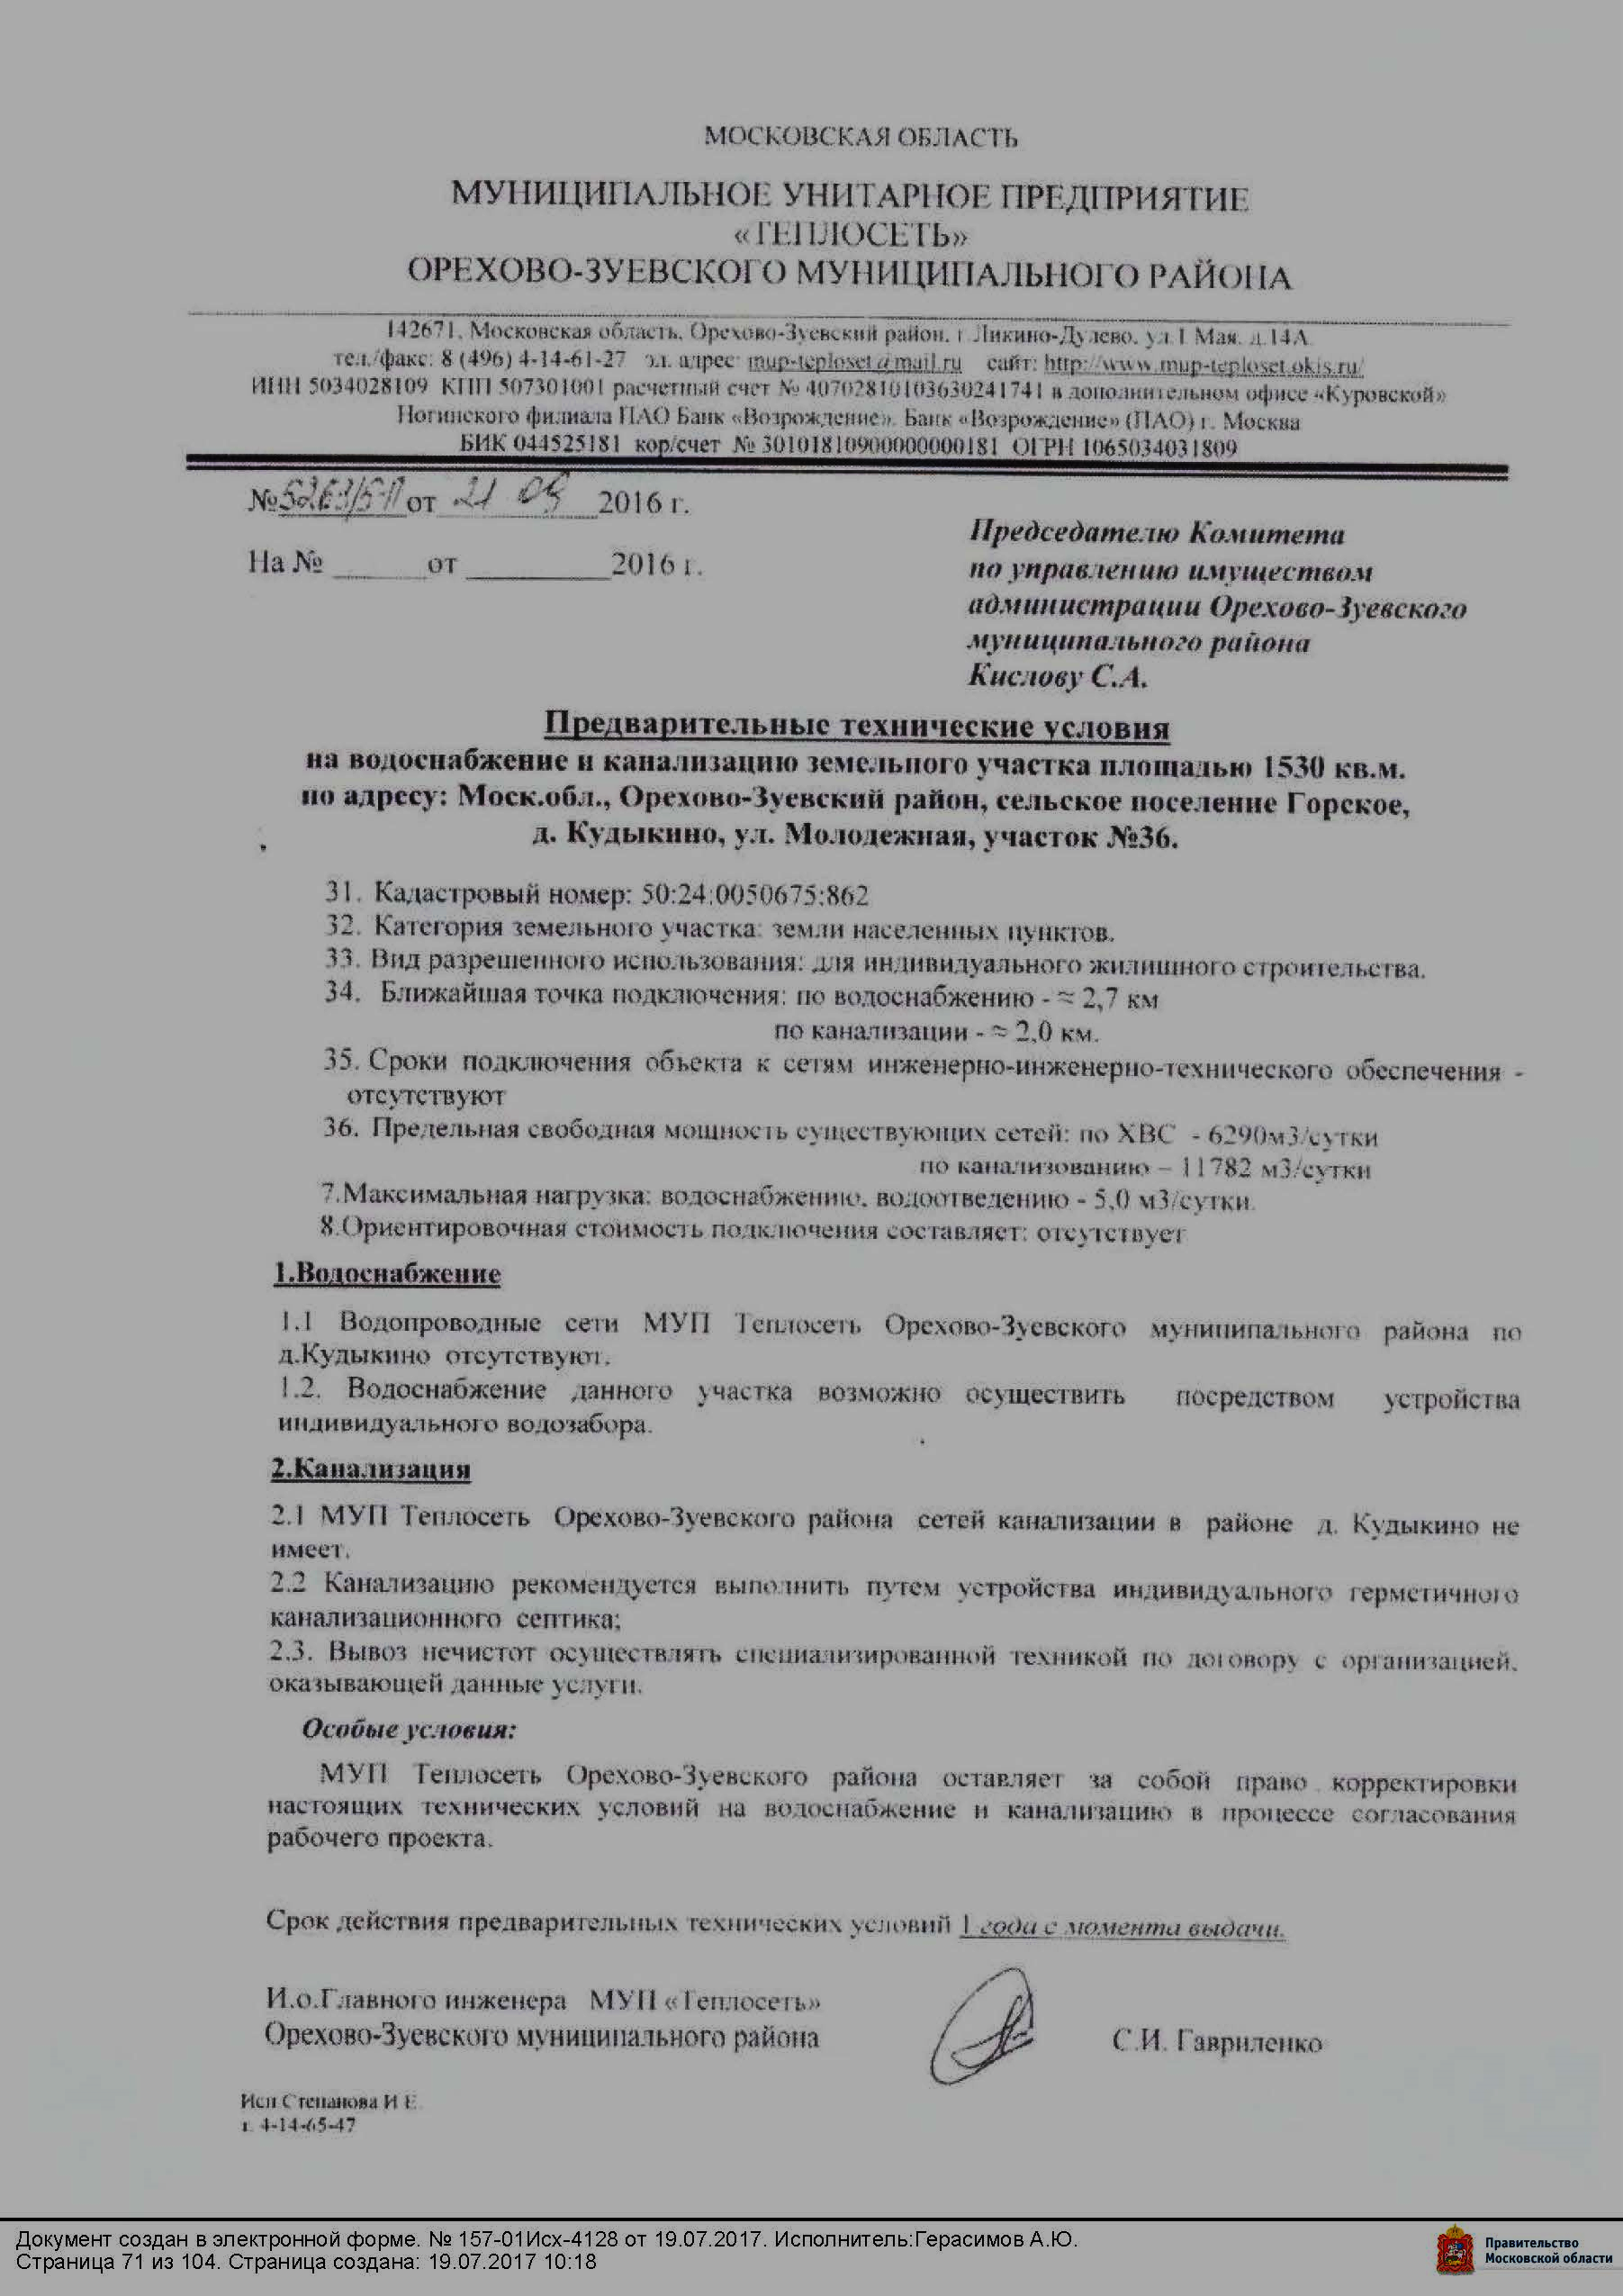 МОСКОВСКАЯ ОБЛАСТЬ
МУНИЦИПАЛЬНОЕ УНИТАРНОЕ ПРЕДПРИЯТИЕ
«ТЕПЛОСЕТЬ»
ОРЕХОВО-ЗУЕВСКОГО МУНИЦИПАЛЬНОГО РАЙОНА
142671, Московская область, Орехово-Зуевский район, г. Ликино-Дулево, ул.1 Мая, д.14А
тел./факс: 8 (496) 4-14-61-27 эл. адрес: mup-teploset@mail.ru сайт: http://www.mup-teploset.okis.ru/
ИНН 5034028109 КПП 507301001 расчетный счет № 40702810103630241741 в дополнительном офисе «Куровской»
Ногинского филиала ПАО Банк «Возрождение», Банк «Возрождение» (ПАО) г. Москва
БИК 044525181 кор/счет № 30101810900000000181 ОГРН 1065034031809
№ от 21 09 2016 г.
На № ______от _________2016 г.
Председателю Комитета
по управлению имуществом
администрации Орехово-Зуевского
муниципального района
Кислову С.А.
Предварительные технические условия
на водоснабжение и канализацию земельного участка площадью 1530 кв.м.
по адресу: Моск.обл., Орехово-Зуевский район, сельское поселение Горское,
д. Кудыкино, ул. Молодежная, участок №36.
31. Кадастровый номер: 50:24:0050675:862
32. Категория земельного участка: земли населенных пунктов.
33. Вид разрешенного использования: для индивидуального жилищного строительства.
34. Ближайшая точка подключения: по водоснабжению - ≈ 2,7 км
по канализации - ≈ 2,0 км.
35. Сроки подключения объекта к сетям инженерно-инженерно-технического обеспечения -
отсутствуют
36. Предельная свободная мощность существующих сетей: по ХВС - 6290м3/сутки
по канализованию – 11782 м3/сутки
7.Максимальная нагрузка: водоснабжению, водоотведению - 5,0 м3/сутки.
8.Ориентировочная стоимость подключения составляет: отсутствует
1.Водоснабжение
1.1 Водопроводные сети МУП Теплосеть Орехово-Зуевского муниципального района по
д.Кудыкино отсутствуют.
1.2. Водоснабжение данного участка возможно осуществить посредством устройства
индивидуального водозабора.
2.Канализация
2.1 МУП Теплосеть Орехово-Зуевского района сетей канализации в районе д. Кудыкино не
имеет.
2.2 Канализацию рекомендуется выполнить путем устройства индивидуального герметичного
канализационного септика;
2.3. Вывоз нечистот осуществлять специализированной техникой по договору с организацией,
оказывающей данные услуги.
Особые условия:
МУП Теплосеть Орехово-Зуевского района оставляет за собой право корректировки
настоящих технических условий на водоснабжение и канализацию в процессе согласования
рабочего проекта.
Срок действия предварительных технических условий 1 года с момента выдачи.
И.о.Главного инженера МУП «Теплосеть»
Орехово-Зуевского муниципального района С.И. Гавриленко
Исп Степанова И Е
т. 4-14-65-47
Документ создан в электронной форме. № 157-01Исх-4128 от 19.07.2017. Исполнитель:Герасимов А.Ю.
Страница 71 из 104. Страница создана: 19.07.2017 10:18
Правительство
Московской области